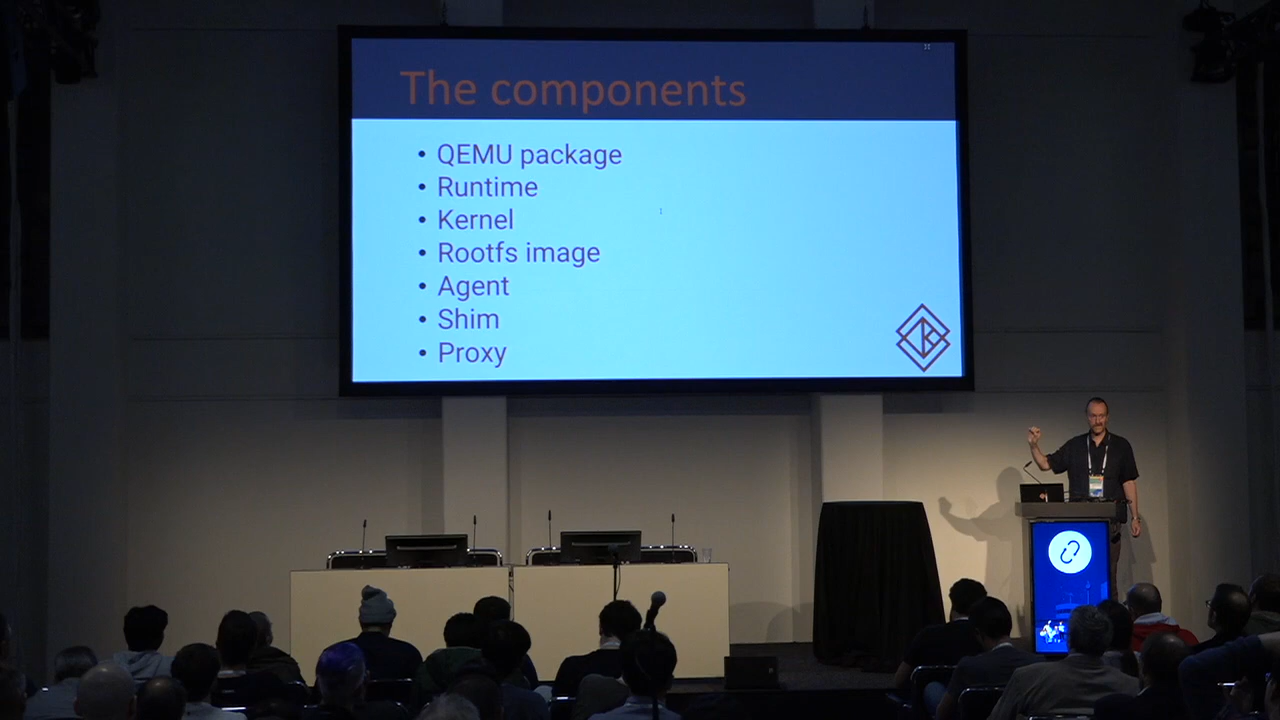 The components
• QEMU package
• Runtime
• Kernel
• Rootfs image
• Agent
• Shim
• Proxy